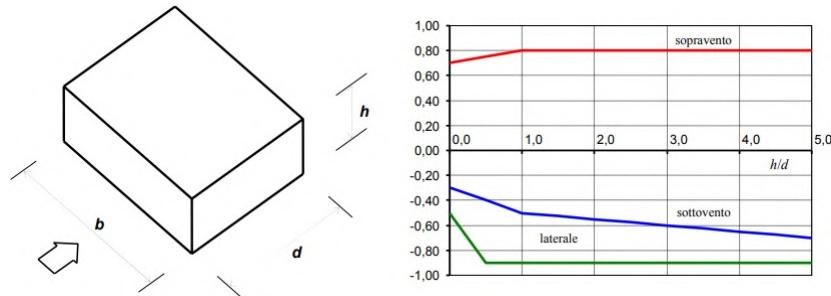 h
b
d
1,00
0,80
0,60
0,40
0,20
0,00
-0,20
-0,40
-0,60
-0,80
-1,00
sopravento
0,0 1,0 2,0 3,0 4,0 5,0
h/d
sottovento
laterale